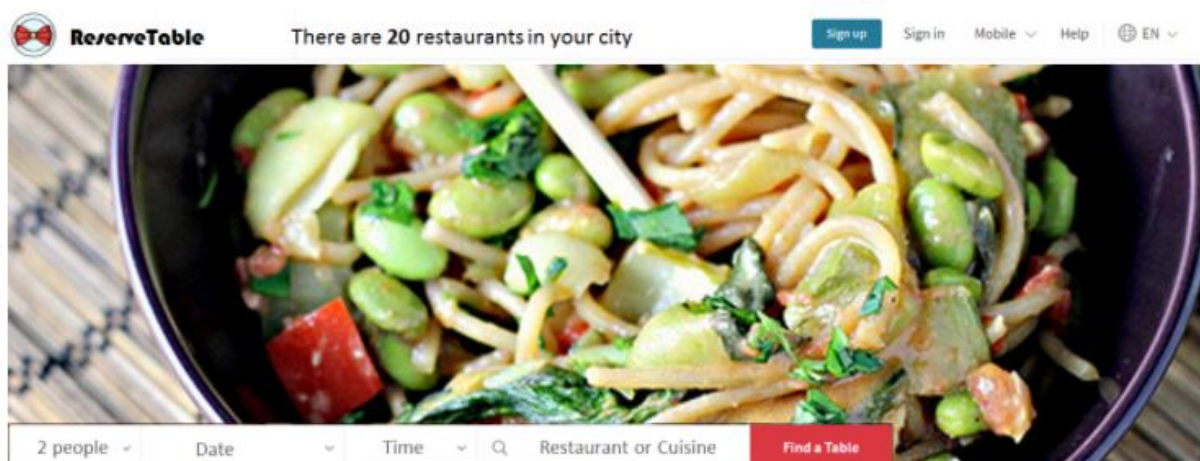 ReserveTable There are 20 restaurants in your city Sign up Sign in Mobile Help EN
2 people Date Time Restaurant or Cuisine Find a Table